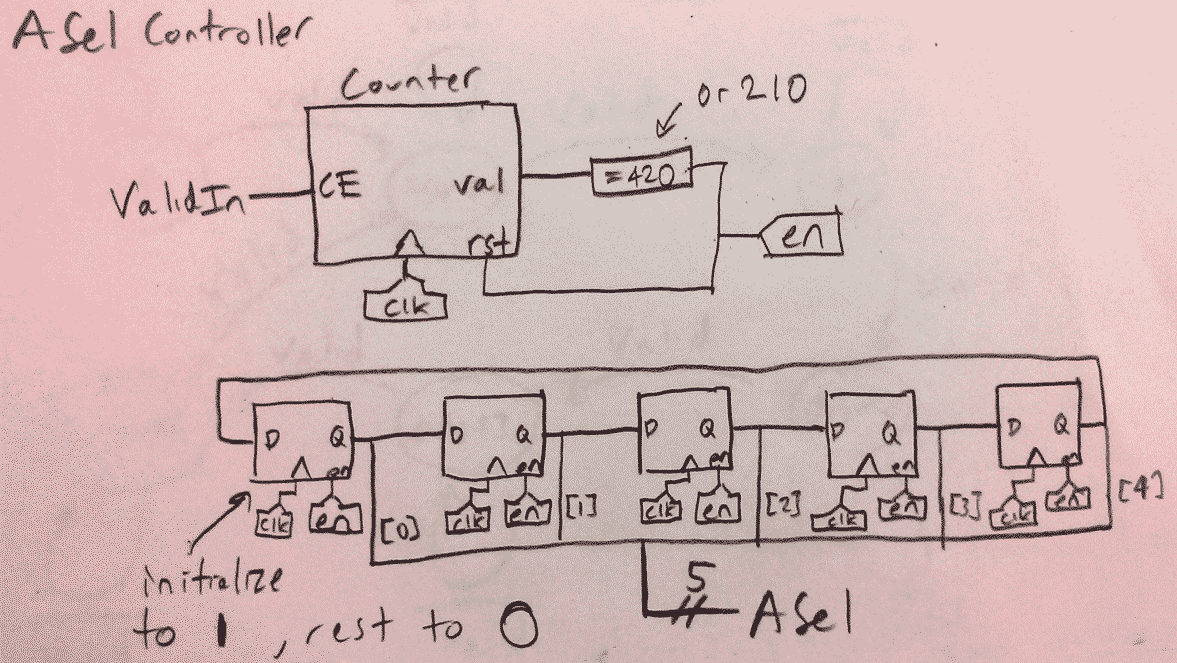 ASel Controller
Counter
or 210
ValidIn
CE
val
=420
rst
en
clk
D Q
en
clk
en
[0]
D Q
en
clk
en
[1]
D Q
en
clk
en
[2]
D Q
en
clk
en
[3]
D Q
en
clk
en
[4]
initialize
to 1, rest to 0
5
ASel